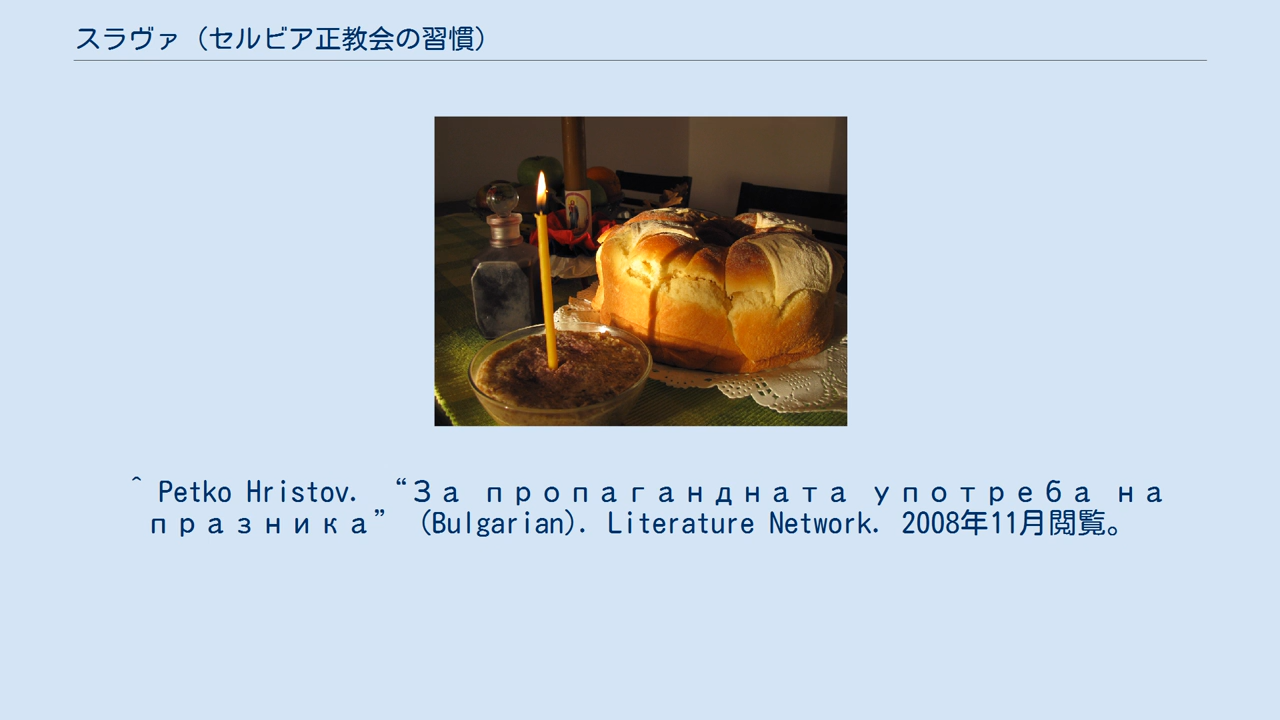 スラヴァ（セルビア正教会の習慣）
^ Petko Hristov. “За пропагандната употреба на
празника” (Bulgarian). Literature Network. 2008年11月閲覧。